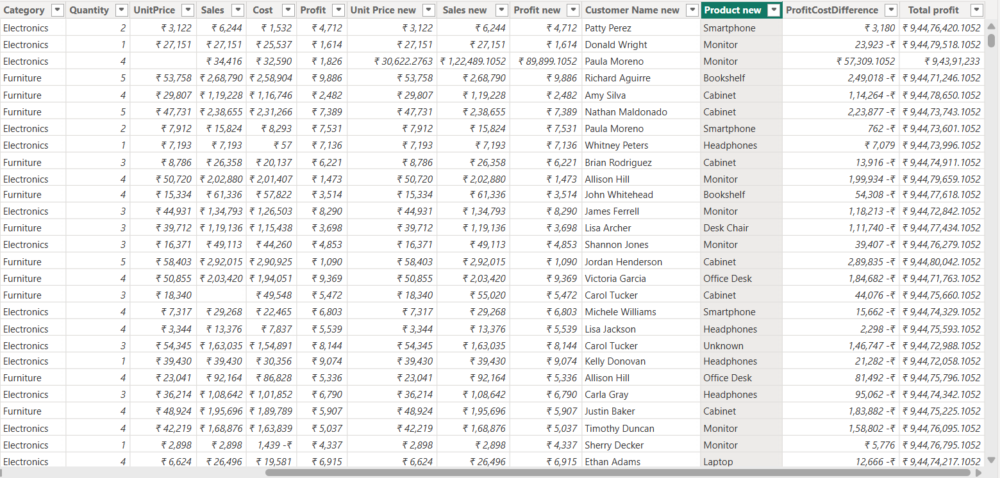 Category Quantity UnitPrice Sales Cost Profit Unit Price new Sales new Profit new Customer Name new Product new ProfitCostDifference Total profit
Electronics 2 ₹ 3,122 ₹ 6,244 ₹ 1,532 ₹ 4,712 ₹ 3,122 ₹ 6,244 ₹ 4,712 Patty Perez Smartphone ₹ 3,180 ₹ 9,44,76,420.1052
Electronics 1 ₹ 27,151 ₹ 27,151 ₹ 25,537 ₹ 1,614 ₹ 27,151 ₹ 27,151 ₹ 1,614 Donald Wright Monitor 23,923 -₹ ₹ 9,44,79,518.1052
Electronics 4 ₹ 34,416 ₹ 32,590 ₹ 1,826 ₹ 30,622.2763 ₹ 1,22,489.1052 ₹ 89,899.1052 Paula Moreno Monitor ₹ 57,309.1052 ₹ 9,43,91,233
Furniture 5 ₹ 53,758 ₹ 2,68,790 ₹ 2,58,904 ₹ 9,886 ₹ 53,758 ₹ 2,68,790 ₹ 9,886 Richard Aguirre Bookshelf 2,49,018 -₹ ₹ 9,44,71,246.1052
Furniture 4 ₹ 29,807 ₹ 1,19,228 ₹ 1,16,746 ₹ 2,482 ₹ 29,807 ₹ 1,19,228 ₹ 2,482 Amy Silva Cabinet 1,14,264 -₹ ₹ 9,44,78,650.1052
Furniture 5 ₹ 47,731 ₹ 2,38,655 ₹ 2,31,266 ₹ 7,389 ₹ 47,731 ₹ 2,38,655 ₹ 7,389 Nathan Maldonado Cabinet 2,23,877 -₹ ₹ 9,44,73,743.1052
Electronics 2 ₹ 7,912 ₹ 15,824 ₹ 8,293 ₹ 7,531 ₹ 7,912 ₹ 15,824 ₹ 7,531 Paula Moreno Smartphone 762 -₹ ₹ 9,44,73,601.1052
Electronics 1 ₹ 7,193 ₹ 7,193 ₹ 57 ₹ 7,136 ₹ 7,193 ₹ 7,193 ₹ 7,136 Whitney Peters Headphones ₹ 7,079 ₹ 9,44,73,996.1052
Furniture 3 ₹ 8,786 ₹ 26,358 ₹ 20,137 ₹ 6,221 ₹ 8,786 ₹ 26,358 ₹ 6,221 Brian Rodriguez Cabinet 13,916 -₹ ₹ 9,44,74,911.1052
Electronics 4 ₹ 50,720 ₹ 2,02,880 ₹ 2,01,407 ₹ 1,473 ₹ 50,720 ₹ 2,02,880 ₹ 1,473 Allison Hill Monitor 1,99,934 -₹ ₹ 9,44,79,659.1052
Furniture 4 ₹ 15,334 ₹ 61,336 ₹ 57,822 ₹ 3,514 ₹ 15,334 ₹ 61,336 ₹ 3,514 John Whitehead Bookshelf 54,308 -₹ ₹ 9,44,77,618.1052
Electronics 3 ₹ 44,931 ₹ 1,34,793 ₹ 1,26,503 ₹ 8,290 ₹ 44,931 ₹ 1,34,793 ₹ 8,290 James Ferrell Monitor 1,18,213 -₹ ₹ 9,44,72,842.1052
Furniture 3 ₹ 39,712 ₹ 1,19,136 ₹ 1,15,438 ₹ 3,698 ₹ 39,712 ₹ 1,19,136 ₹ 3,698 Lisa Archer Desk Chair 1,11,740 -₹ ₹ 9,44,77,434.1052
Electronics 3 ₹ 16,371 ₹ 49,113 ₹ 44,260 ₹ 4,853 ₹ 16,371 ₹ 49,113 ₹ 4,853 Shannon Jones Monitor 39,407 -₹ ₹ 9,44,76,279.1052
Furniture 5 ₹ 58,403 ₹ 2,92,015 ₹ 2,90,925 ₹ 1,090 ₹ 58,403 ₹ 2,92,015 ₹ 1,090 Jordan Henderson Cabinet 2,89,835 -₹ ₹ 9,44,80,042.1052
Furniture 4 ₹ 50,855 ₹ 2,03,420 ₹ 1,94,051 ₹ 9,369 ₹ 50,855 ₹ 2,03,420 ₹ 9,369 Victoria Garcia Office Desk 1,84,682 -₹ ₹ 9,44,71,763.1052
Furniture 3 ₹ 18,340 ₹ 49,548 ₹ 5,472 ₹ 18,340 ₹ 55,020 ₹ 5,472 Carol Tucker Cabinet 44,076 -₹ ₹ 9,44,75,660.1052
Electronics 4 ₹ 7,317 ₹ 29,268 ₹ 22,465 ₹ 6,803 ₹ 7,317 ₹ 29,268 ₹ 6,803 Michele Williams Smartphone 15,662 -₹ ₹ 9,44,74,329.1052
Electronics 4 ₹ 3,344 ₹ 13,376 ₹ 7,837 ₹ 5,539 ₹ 3,344 ₹ 13,376 ₹ 5,539 Lisa Jackson Headphones 2,298 -₹ ₹ 9,44,75,593.1052
Electronics 3 ₹ 54,345 ₹ 1,63,035 ₹ 1,54,891 ₹ 8,144 ₹ 54,345 ₹ 1,63,035 ₹ 8,144 Carol Tucker Unknown 1,46,747 -₹ ₹ 9,44,72,988.1052
Electronics 1 ₹ 39,430 ₹ 39,430 ₹ 30,356 ₹ 9,074 ₹ 39,430 ₹ 39,430 ₹ 9,074 Kelly Donovan Headphones 21,282 -₹ ₹ 9,44,72,058.1052
Furniture 4 ₹ 23,041 ₹ 92,164 ₹ 86,828 ₹ 5,336 ₹ 23,041 ₹ 92,164 ₹ 5,336 Allison Hill Office Desk 81,492 -₹ ₹ 9,44,75,796.1052
Electronics 3 ₹ 36,214 ₹ 1,08,642 ₹ 1,01,852 ₹ 6,790 ₹ 36,214 ₹ 1,08,642 ₹ 6,790 Carla Gray Headphones 95,062 -₹ ₹ 9,44,74,342.1052
Furniture 4 ₹ 48,924 ₹ 1,95,696 ₹ 1,89,789 ₹ 5,907 ₹ 48,924 ₹ 1,95,696 ₹ 5,907 Justin Baker Cabinet 1,83,882 -₹ ₹ 9,44,75,225.1052
Electronics 4 ₹ 42,219 ₹ 1,68,876 ₹ 1,63,839 ₹ 5,037 ₹ 42,219 ₹ 1,68,876 ₹ 5,037 Timothy Duncan Monitor 1,58,802 -₹ ₹ 9,44,76,095.1052
Electronics 1 ₹ 2,898 ₹ 2,898 1,439 -₹ ₹ 4,337 ₹ 2,898 ₹ 2,898 ₹ 4,337 Sherry Decker Monitor ₹ 5,776 ₹ 9,44,76,795.1052
Electronics 4 ₹ 6,624 ₹ 26,496 ₹ 19,581 ₹ 6,915 ₹ 6,624 ₹ 26,496 ₹ 6,915 Ethan Adams Laptop 12,666 -₹ ₹ 9,44,74,217.1052